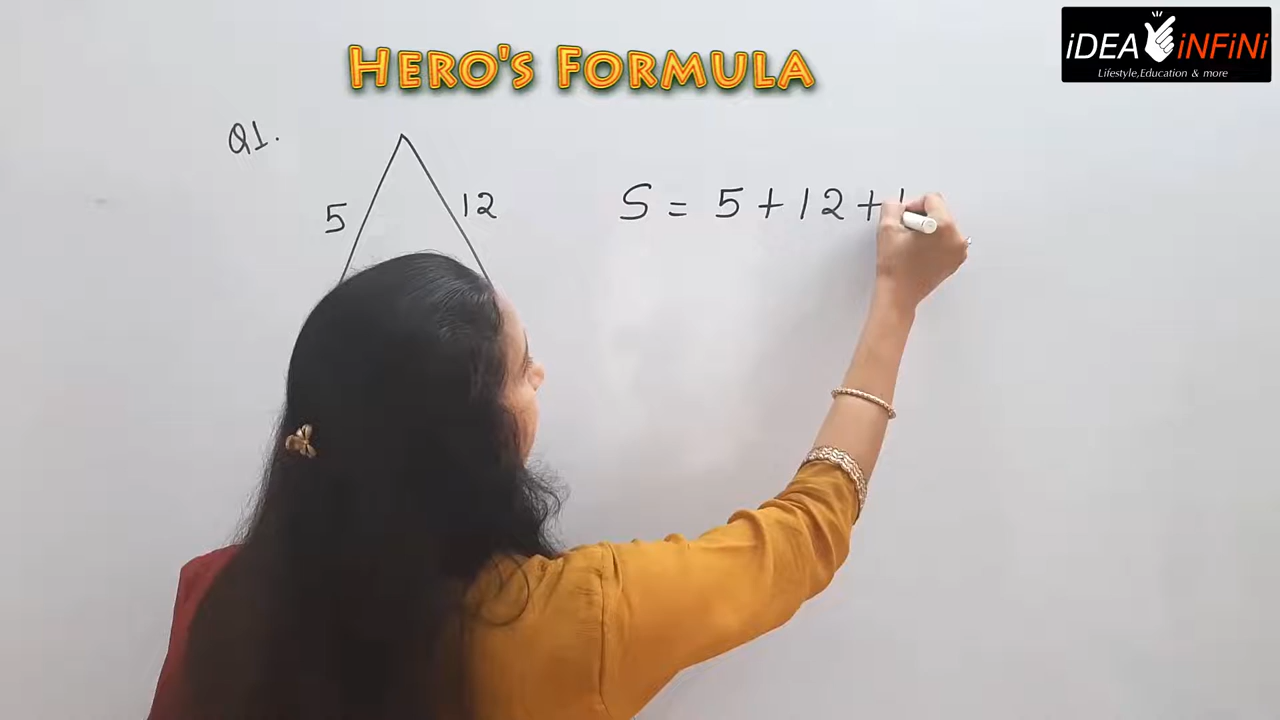 HERO'S FORMULA
iDEA iNFiNi
Lifestyle,Education & more
Q1.
5
12
S = 5 + 12 +